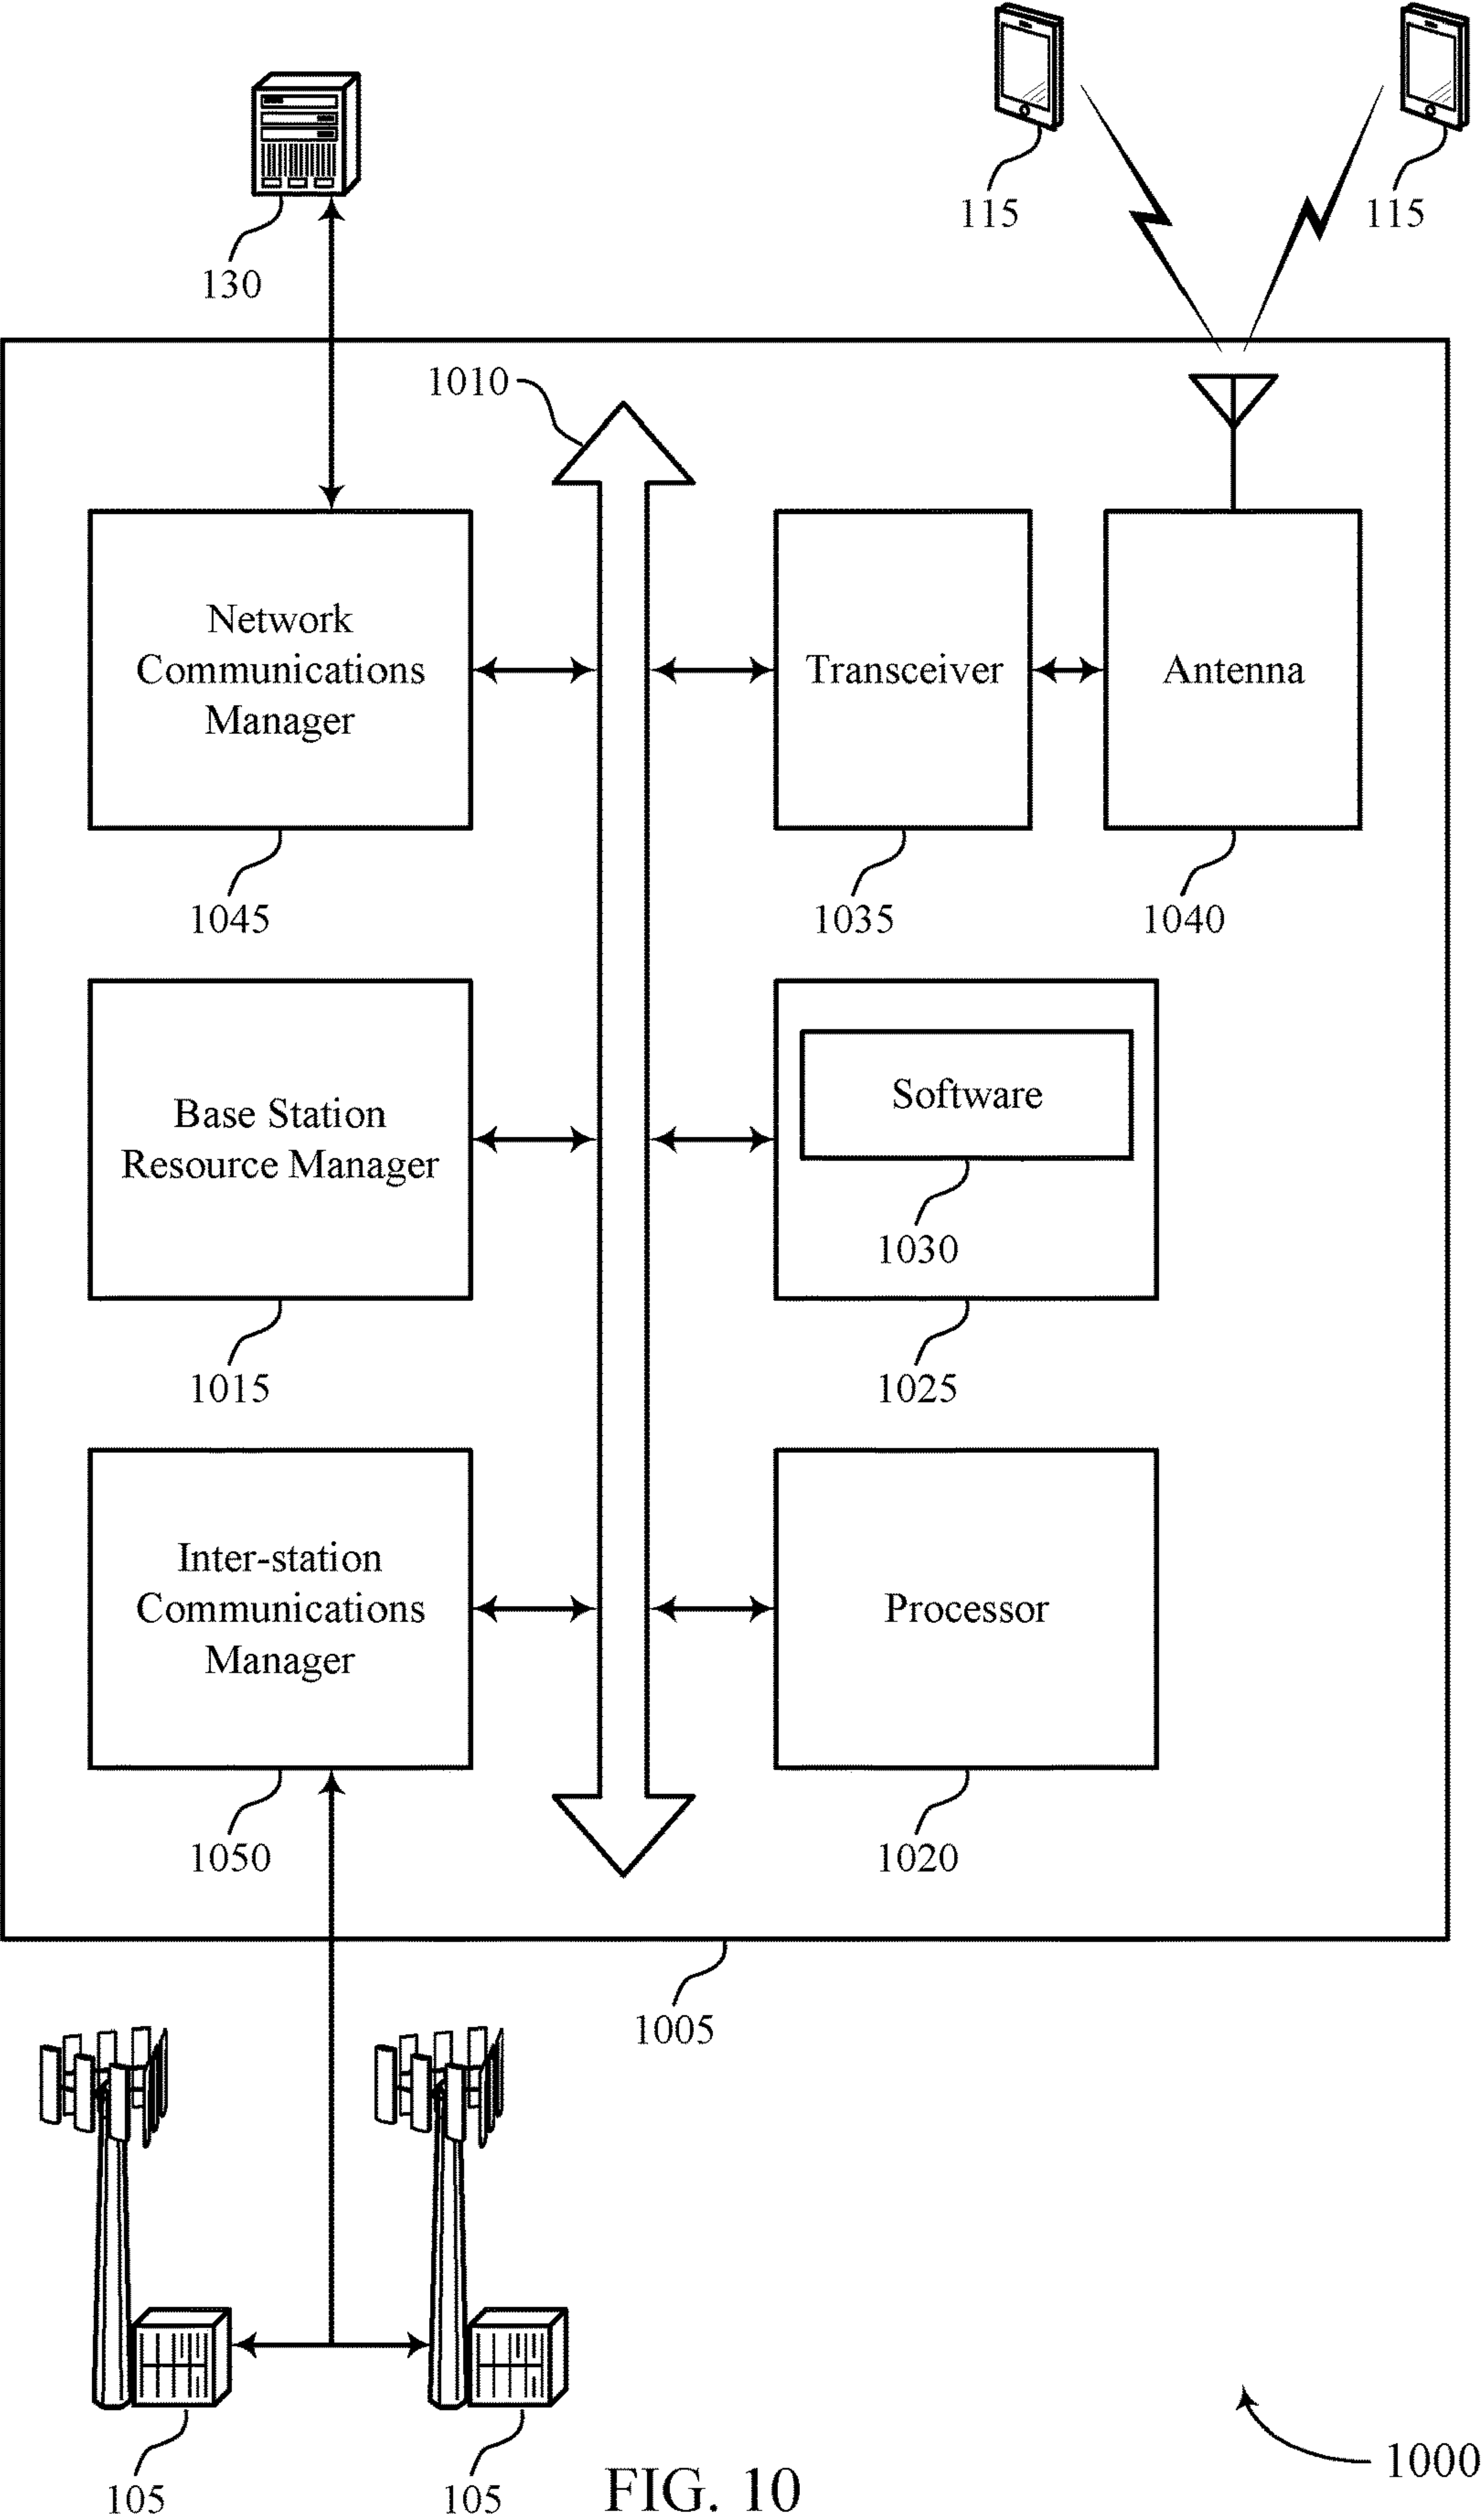 115
115
130
1010
Network
Communications
Manager
Transceiver
Antenna
1045
1035
1040
Base Station
Resource Manager
Software
1030
1015
1025
Inter-station
Communications
Manager
Processor
1050
1020
1005
105
105
FIG. 10
1000